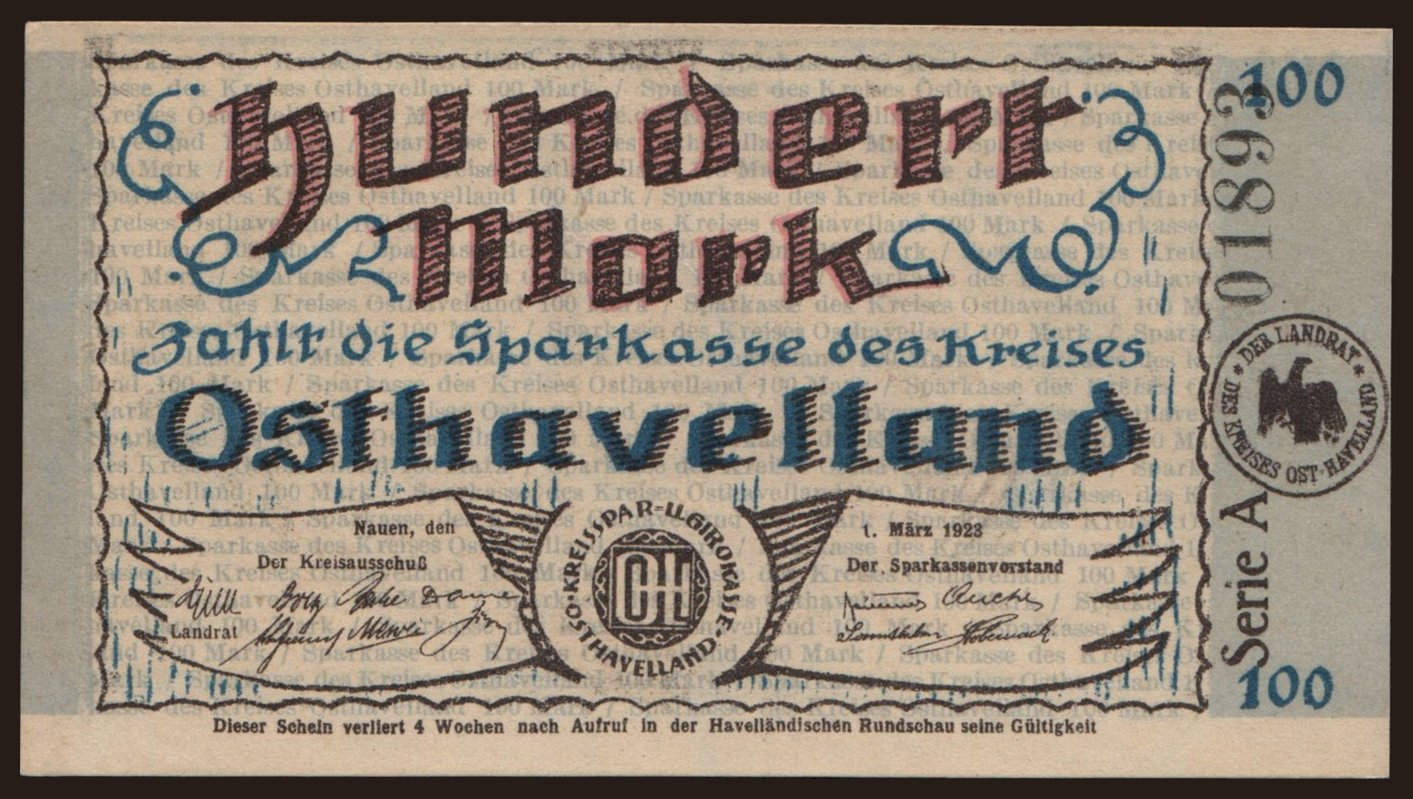 100
Hundert
Mark
Zahlt die Sparkasse des Kreises
Osthavelland
Nauen, den
1. März 1923
Der Kreisausschuß
Der Sparkassenvorstand
Landrat
KREISSPAR-U.GIROKASSE
OSTHAVELLAND
OH
Dieser Schein verliert 4 Wochen nach Aufruf in der Havelländischen Rundschau seine Gültigkeit
01893
DER LANDRAT
DES KREISES OST-HAVELLAND
Serie A
100